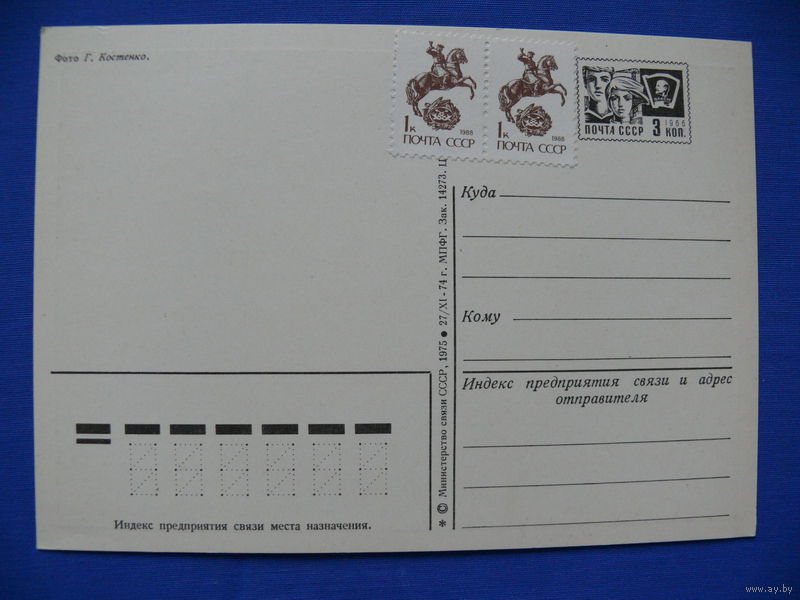 Фото Г. Костенко.
1к
1988
ПОЧТА СССР
1к
1988
ПОЧТА СССР
1966
ПОЧТА СССР 3 КОП.
Куда
Кому
Индекс предприятия связи и адрес
отправителя
* © Министерство связи СССР, 1975 ● 27/XI-74 г. МПФГ. Зак. 14273. Ц
Индекс предприятия связи места назначения.
www.ay.by